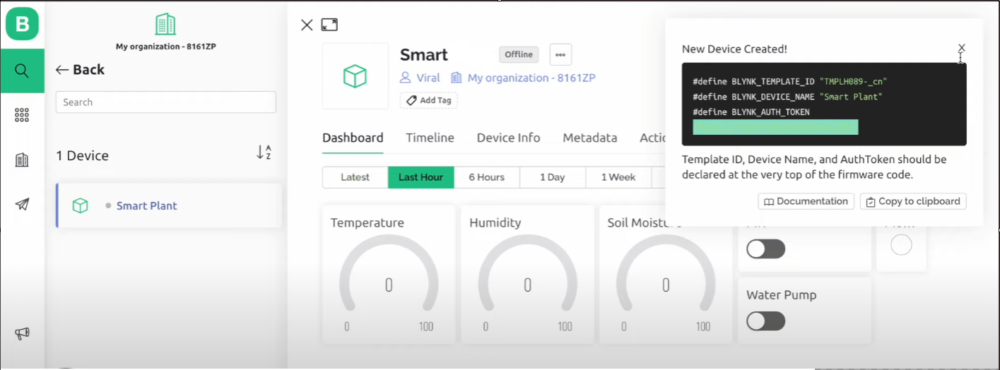 B
My organization - 8161ZP
Back
Search
1 Device
A
Z
Smart Plant
Smart
Offline
Viral
My organization - 8161ZP
Add Tag
Dashboard Timeline Device Info Metadata Actio
Latest Last Hour 6 Hours 1 Day 1 Week
Temperature
0
0 100
Humidity
0
0 100
Soil Moistu
0
0 100
Water Pump
New Device Created!
#define BLYNK_TEMPLATE_ID "TMPLH089-_cn"
#define BLYNK_DEVICE_NAME "Smart Plant"
#define BLYNK_AUTH_TOKEN
Template ID, Device Name, and AuthToken should be
declared at the very top of the firmware code.
Documentation
Copy to clipboard